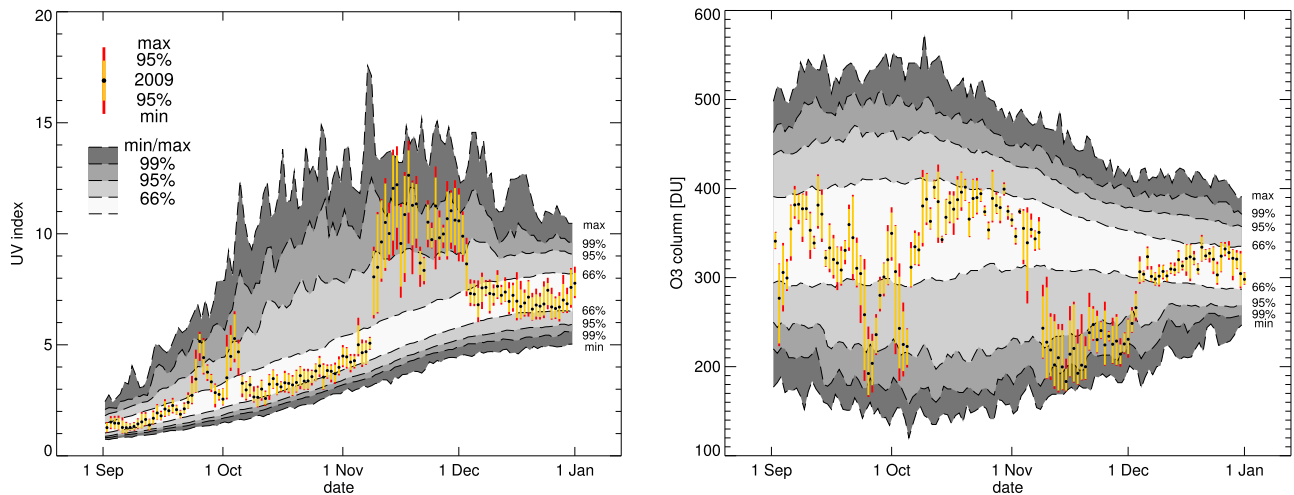 20
15
10
5
0
UV index
max
95%
2009
95%
min
min/max
99%
95%
66%
max
99%
95%
66%
66%
95%
99%
min
1 Sep
1 Oct
1 Nov
1 Dec
1 Jan
date
600
500
400
300
200
100
O3 column [DU]
max
99%
95%
66%
66%
95%
99%
min
1 Sep
1 Oct
1 Nov
1 Dec
1 Jan
date